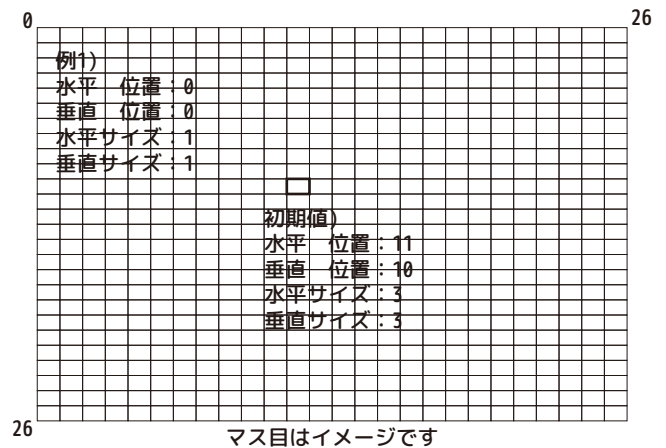 0
26
例1)
水平　位置：0
垂直　位置：0
水平サイズ：1
垂直サイズ：1
初期値)
水平　位置：11
垂直　位置：10
水平サイズ：3
垂直サイズ：3
26
マス目はイメージです